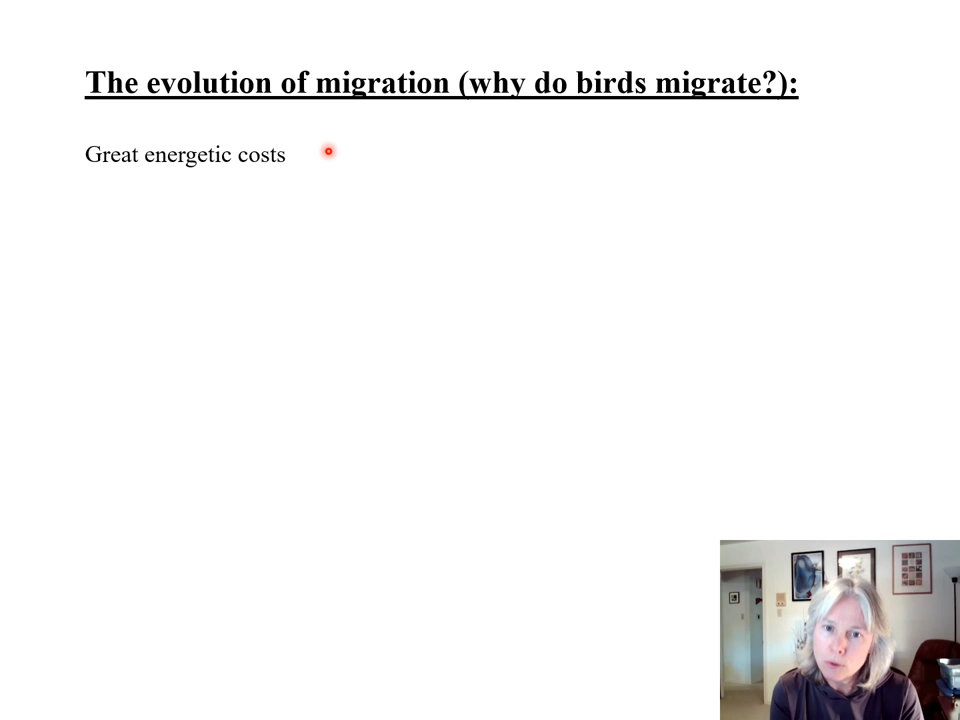 The evolution of migration (why do birds migrate?):
Great energetic costs